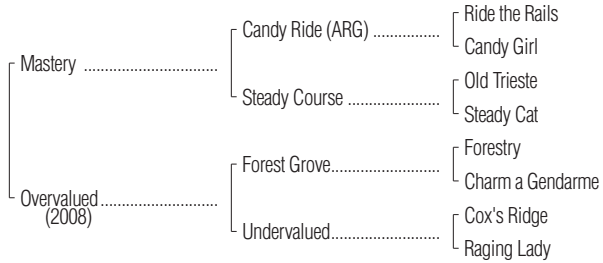 Ride the Rails
Candy Ride (ARG) ................
Candy Girl
Mastery ................................
Old Trieste
Steady Course ......................
Steady Cat
Forestry
Forest Grove..........................
Charm a Gendarme
Overvalued............................
(2008)
Cox's Ridge
Undervalued..........................
Raging Lady